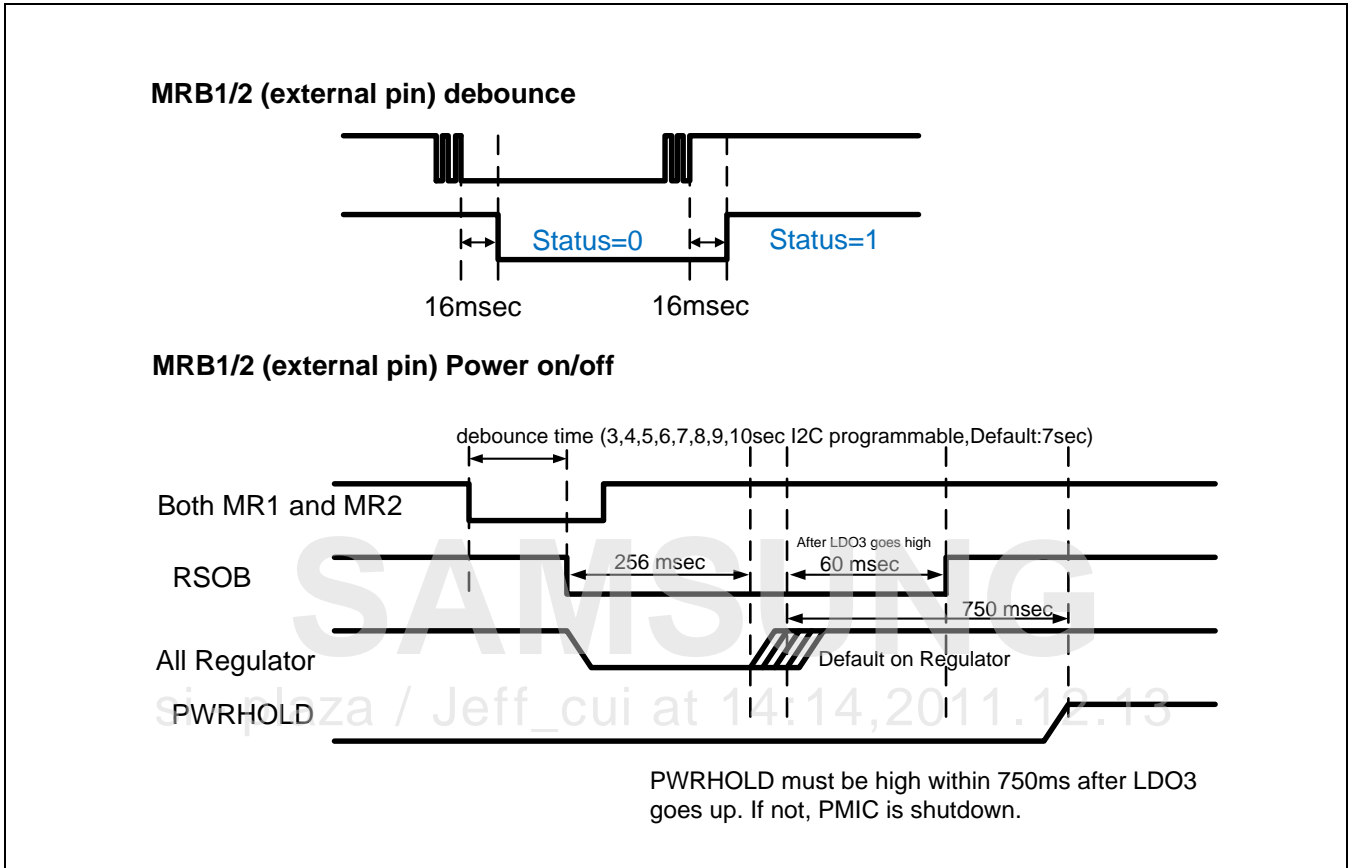 MRB1/2 (external pin) debounce
Status=0
Status=1
16msec
16msec
MRB1/2 (external pin) Power on/off
debounce time (3,4,5,6,7,8,9,10sec I2C programmable,Default:7sec)
Both MR1 and MR2
After LDO3 goes high
RSOB
256 msec
60 msec
SAMSUNG
750 msec
All Regulator
Default on Regulator
PWRHOLD
/ Jeff_cui at 14:14,2011.12.13
PWRHOLD must be high within 750ms after LDO3
goes up. If not, PMIC is shutdown.